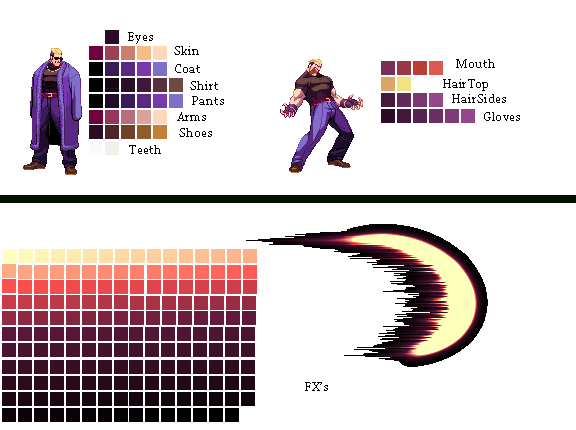 Eyes
Skin
Coat
Shirt
Pants
Arms
Shoes
Teeth
Mouth
HairTop
HairSides
Gloves
FX's